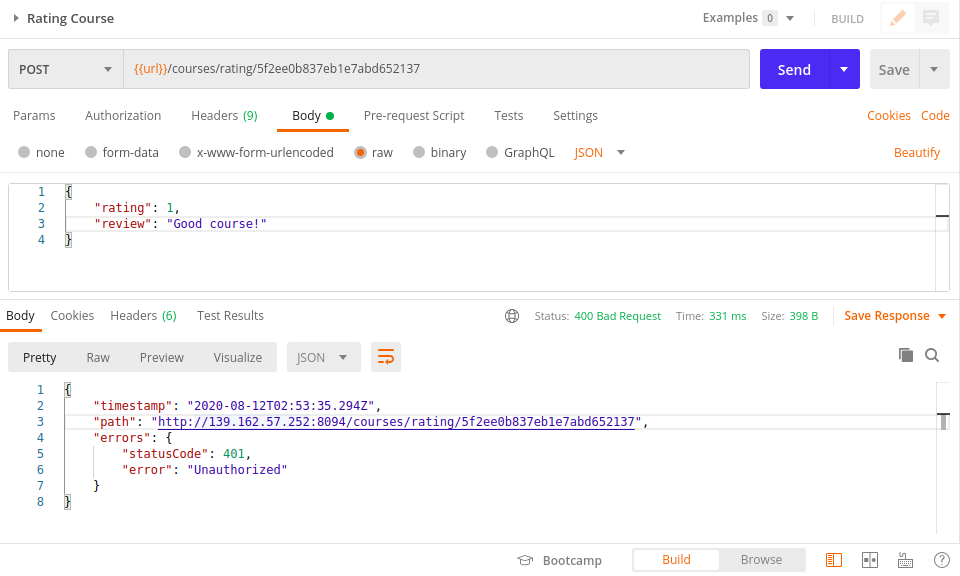 Rating Course
Examples 0 BUILD
POST {{url}}/courses/rating/5f2ee0b837eb1e7abd652137 Send Save
Params Authorization Headers (9) Body Pre-request Script Tests Settings Cookies Code
none form-data x-www-form-urlencoded raw binary GraphQL JSON Beautify
1 {
2 "rating": 1,
3 "review": "Good course!"
4 }
Body Cookies Headers (6) Test Results Status: 400 Bad Request Time: 331 ms Size: 398 B Save Response
Pretty Raw Preview Visualize JSON
1 {
2 "timestamp": "2020-08-12T02:53:35.294Z",
3 "path": "http://139.162.57.252:8094/courses/rating/5f2ee0b837eb1e7abd652137",
4 "errors": {
5 "statusCode": 401,
6 "error": "Unauthorized"
7 }
8 }
Bootcamp Build Browse